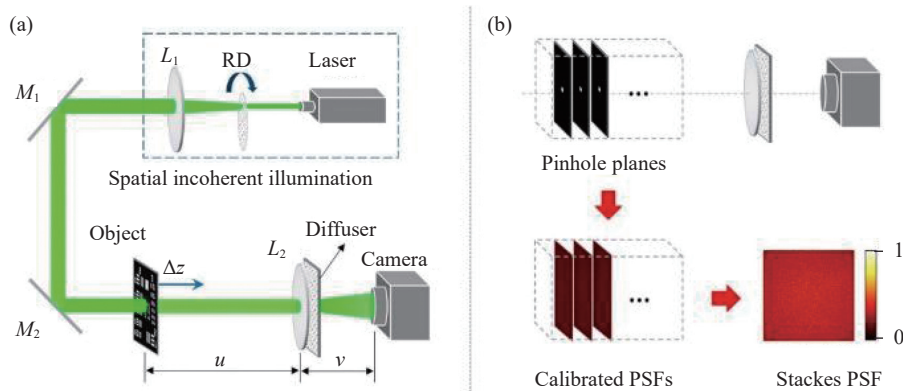 (a)
L1
RD
Laser
M1
Spatial incoherent illumination
Object
Δz
L2
Diffuser
Camera
M2
u
v
(b)
...
Pinhole planes
...
1
0
Calibrated PSFs
Stackes PSF